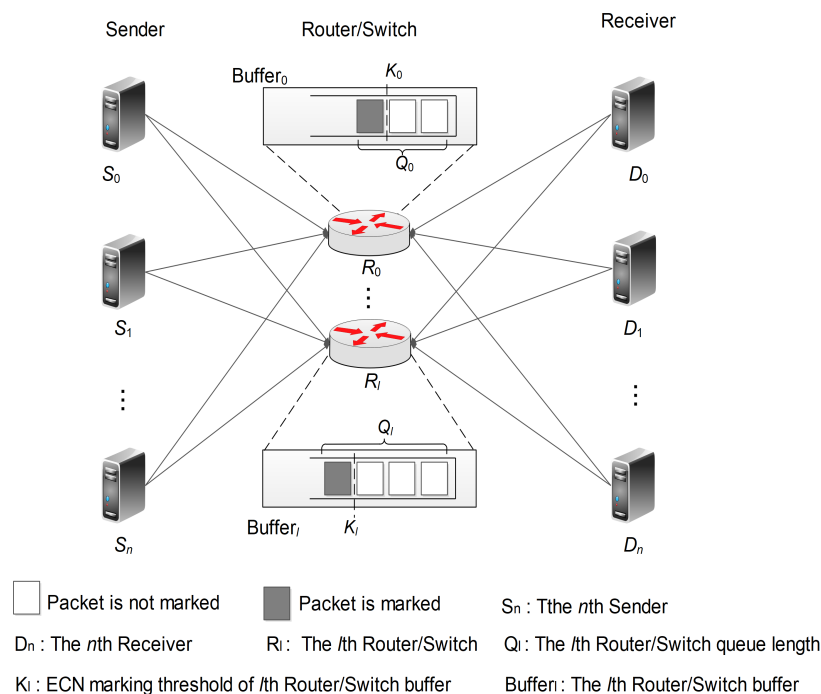 Sender Router/Switch Receiver
Buffer0 K0
Q0
S0 D0
R0
S1 D1
...
Rl
... ...
Ql
Bufferl Kl
Sn Dn
Packet is not marked Packet is marked Sn : Tthe nth Sender
Dn : The nth Receiver Rl : The lth Router/Switch Ql : The lth Router/Switch queue length
Kl : ECN marking threshold of lth Router/Switch buffer Bufferl : The lth Router/Switch buffer